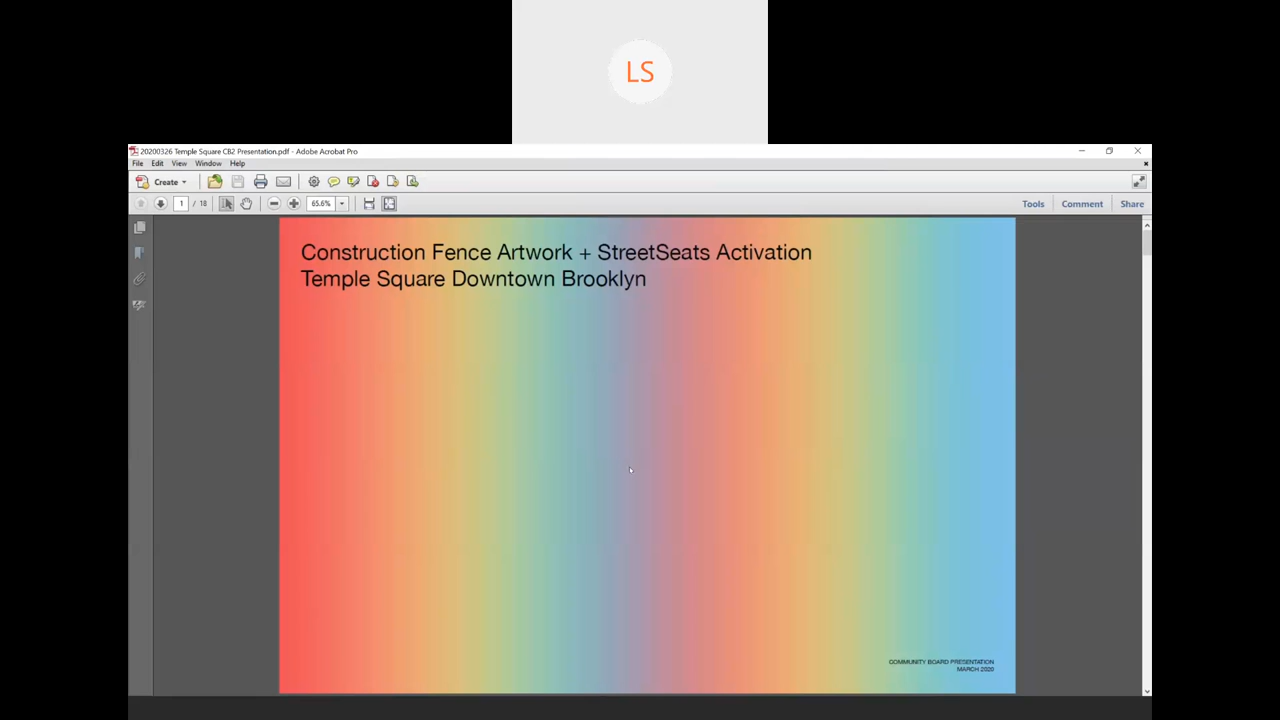 LS
20200326 Temple Square CB2 Presentation.pdf - Adobe Acrobat Pro
File Edit View Window Help
Create
1 / 18 65.6% Tools Comment Share
Construction Fence Artwork + StreetSeats Activation
Temple Square Downtown Brooklyn
COMMUNITY BOARD PRESENTATION
MARCH 2020